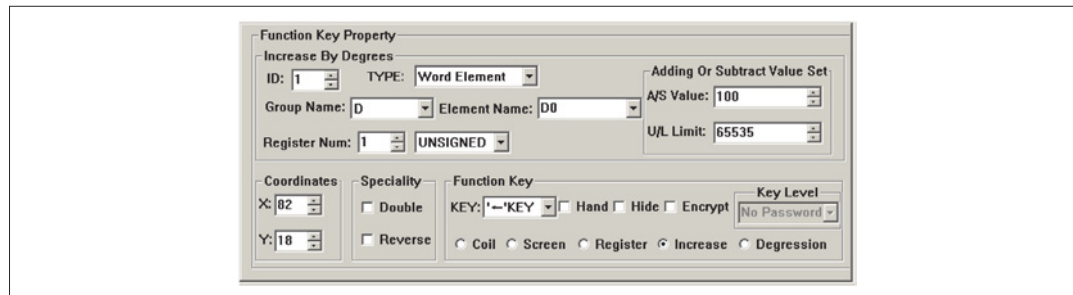 Function Key Property
Increase By Degrees
ID: 1 TYPE: Word Element
Adding Or Subtract Value Set
A/S Value: 100
Group Name: D Element Name: D0
U/L Limit: 65535
Register Num: 1 UNSIGNED
Coordinates Speciality Function Key
Key Level
X: 82 Double KEY: '←'KEY Hand Hide Encrypt No Password
Y: 18 Reverse Coil Screen Register Increase Degression